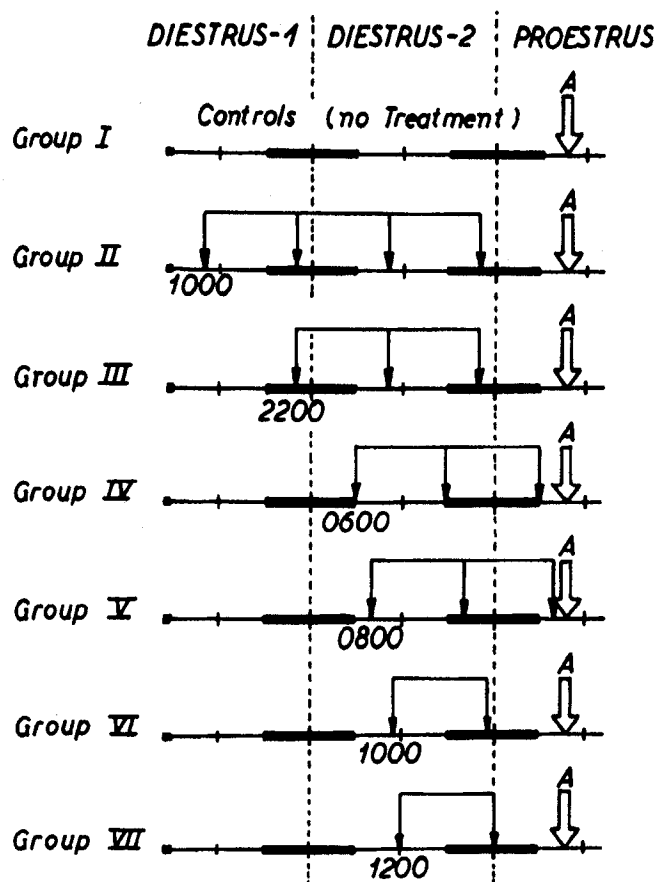 DIESTRUS-1 DIESTRUS-2 PROESTRUS
A
Controls (no Treatment)
Group I
A
Group II
1000
A
Group III
2200
A
Group IV
0600
A
Group V
0800
A
Group VI
1000
A
Group VII
1200